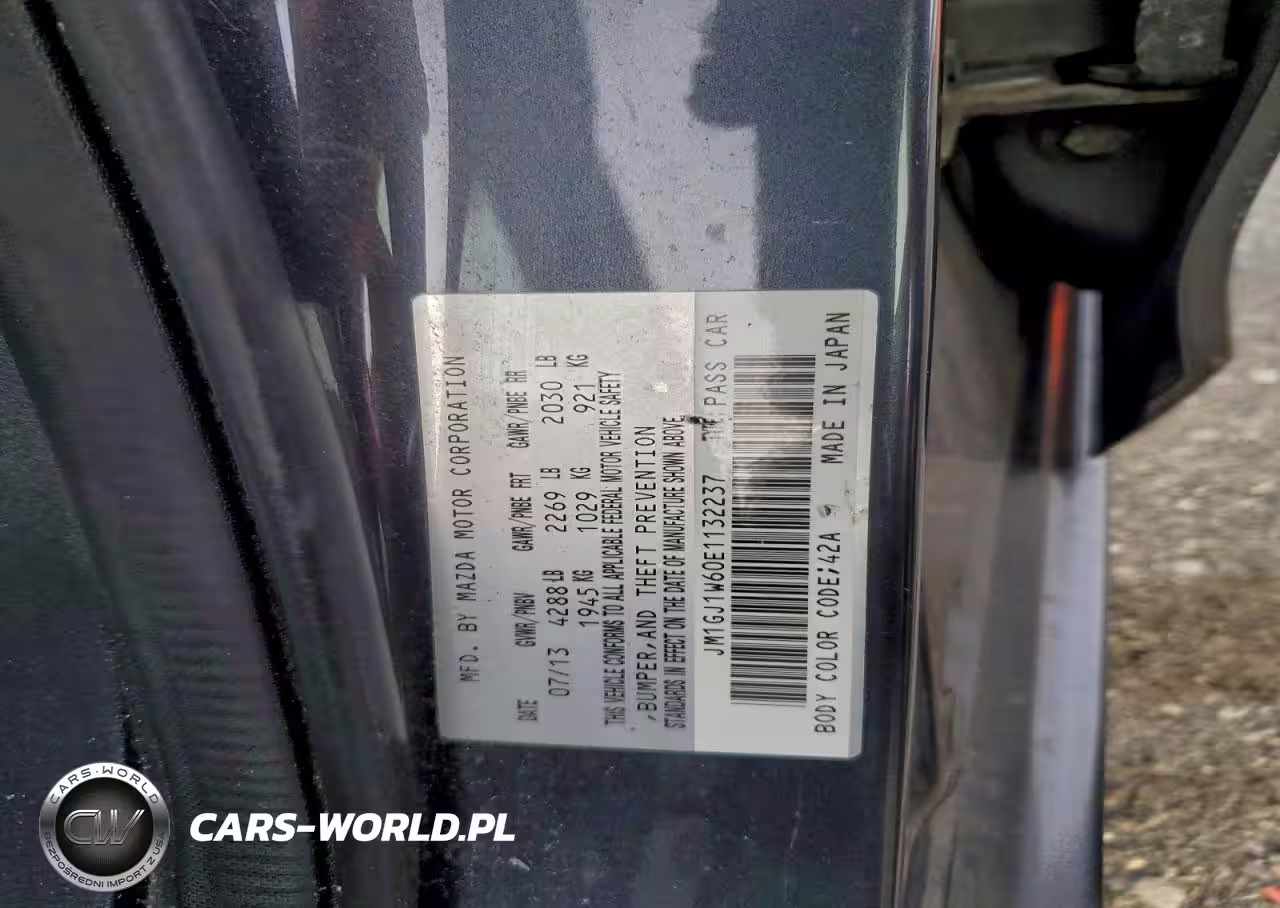 MFD. BY MAZDA MOTOR CORPORATION
DATE GVWR/PNBV GAWR/PNBE FRT GAWR/PNBE RR
07/13 4288 LB 2269 LB 2030 LB
1945 KG 1029 KG 921 KG
THIS VEHICLE CONFORMS TO ALL APPLICABLE FEDERAL MOTOR VEHICLE SAFETY
,BUMPER,AND THEFT PREVENTION
STANDARDS IN EFFECT ON THE DATE OF MANUFACTURE SHOWN ABOVE.
JM1GJ1W60E1132237 PASS CAR
BODY COLOR CODE;42A MADE IN JAPAN
CARS-WORLD
CW
BEZPOŚREDNI IMPORT Z USA
CARS-WORLD.PL